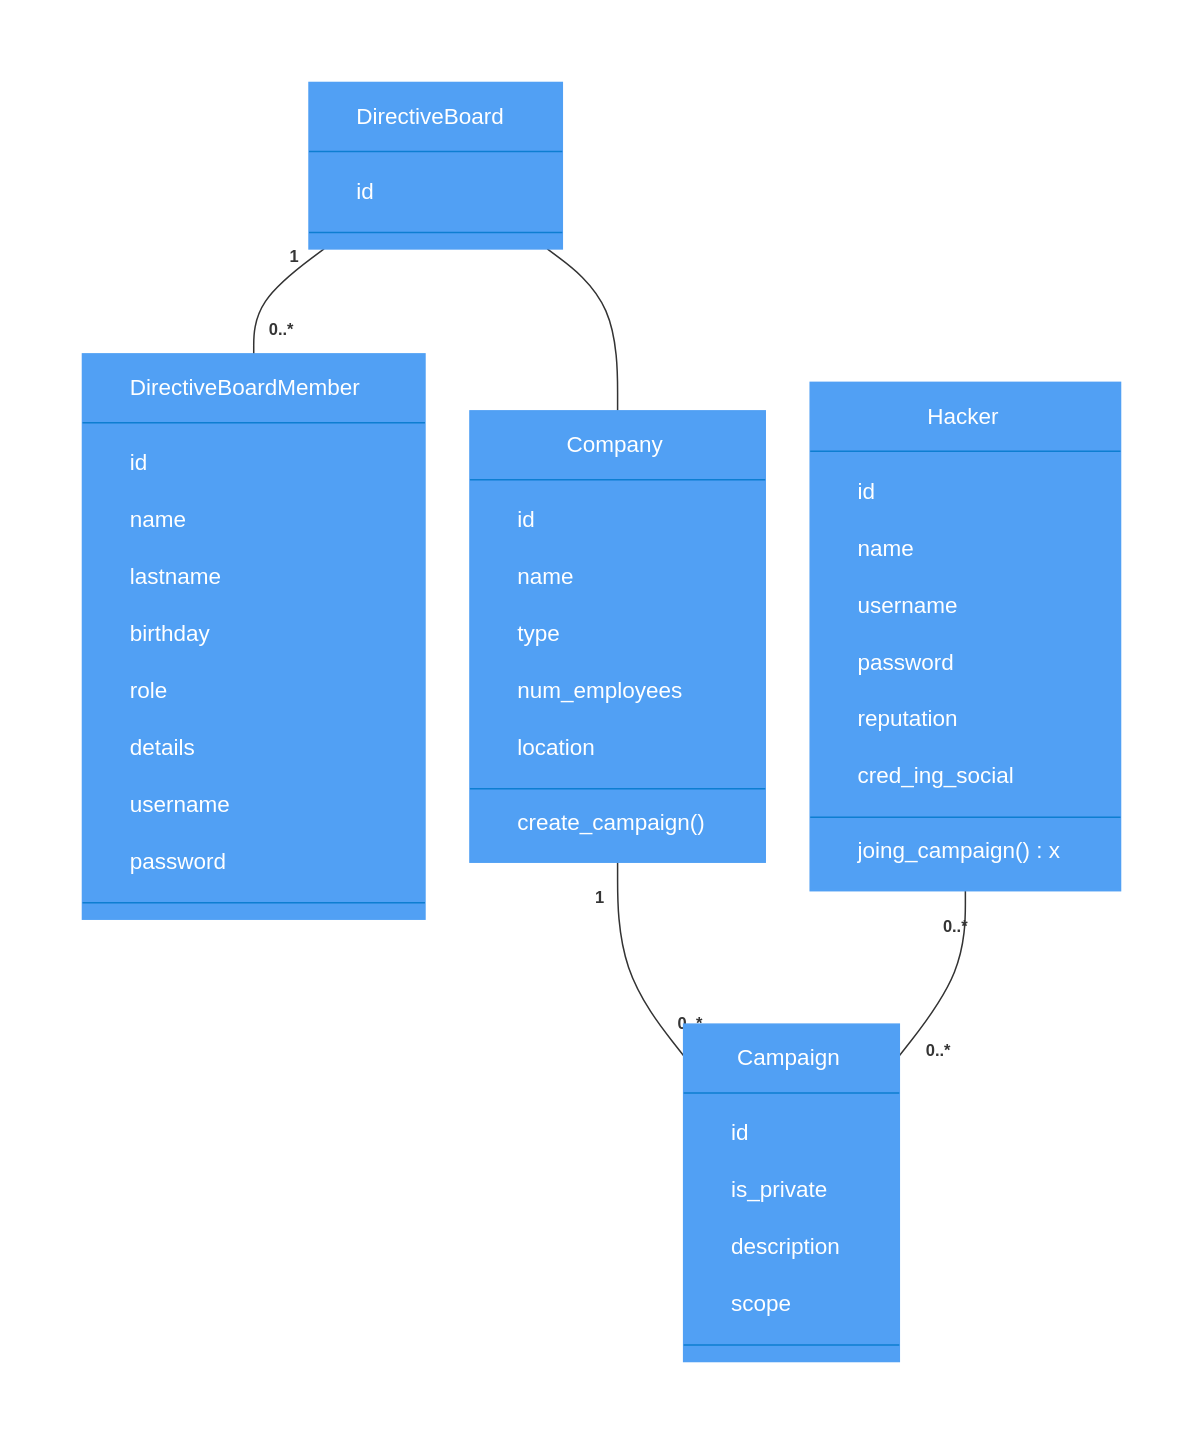 DirectiveBoard
id
1
0..*
DirectiveBoardMember
id
name
lastname
birthday
role
details
username
password
Company
id
name
type
num_employees
location
create_campaign()
Hacker
id
name
username
password
reputation
cred_ing_social
joing_campaign() : x
1
0..*
0..*
0..*
Campaign
id
is_private
description
scope